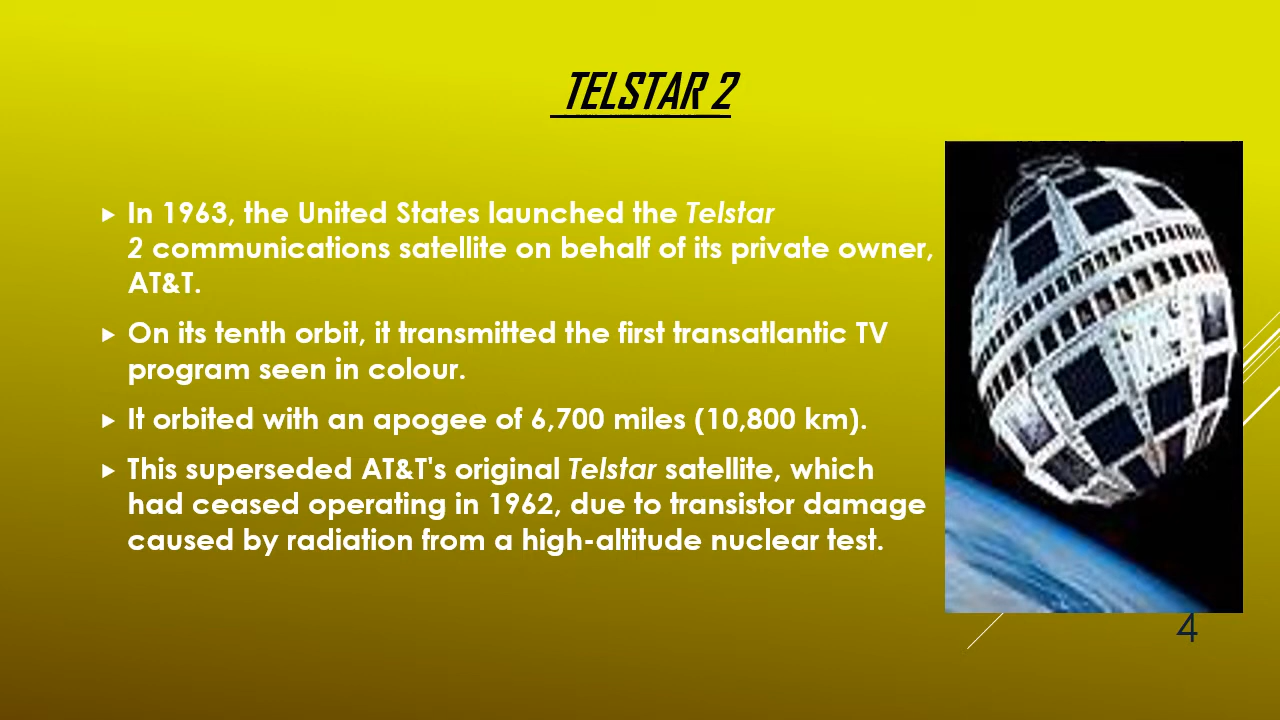 TELSTAR 2
In 1963, the United States launched the Telstar
2 communications satellite on behalf of its private owner,
AT&T.
On its tenth orbit, it transmitted the first transatlantic TV
program seen in colour.
It orbited with an apogee of 6,700 miles (10,800 km).
This superseded AT&T's original Telstar satellite, which
had ceased operating in 1962, due to transistor damage
caused by radiation from a high-altitude nuclear test.
4